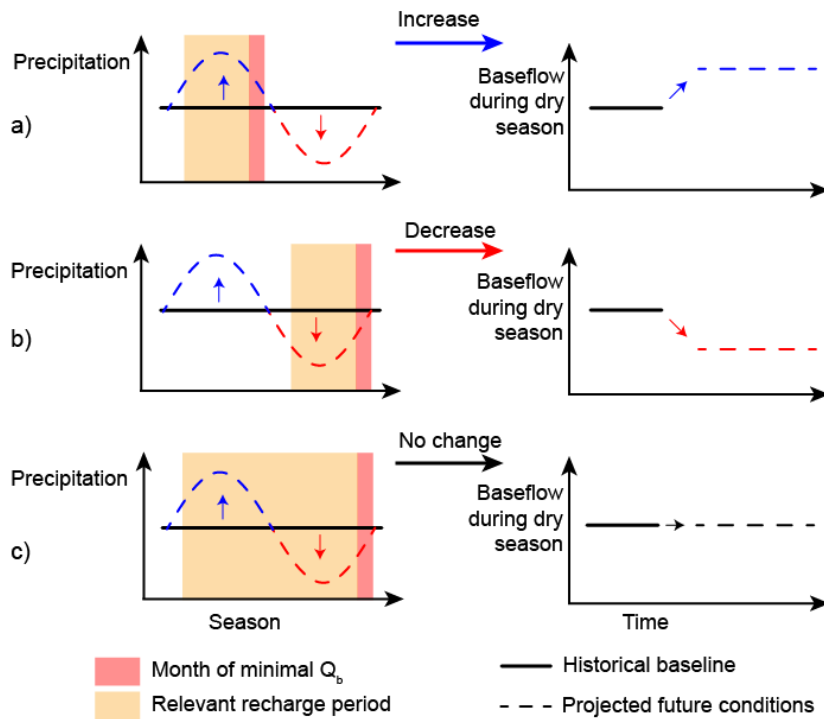 Increase
Precipitation
Baseflow
during dry
season
a)
Decrease
Precipitation
Baseflow
during dry
season
b)
No change
Precipitation
Baseflow
during dry
season
c)
Season
Time
Month of minimal Qb
Historical baseline
Relevant recharge period
Projected future conditions